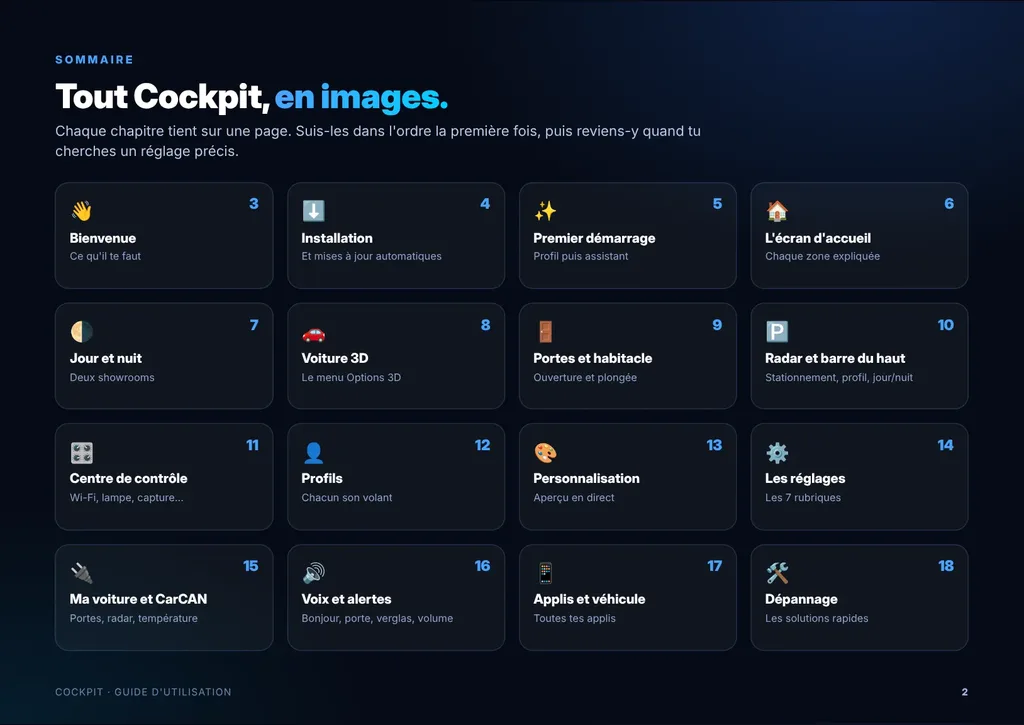 SOMMAIRE
Tout Cockpit, en images.
Chaque chapitre tient sur une page. Suis-les dans l'ordre la première fois, puis reviens-y quand tu
cherches un réglage précis.
3
Bienvenue
Ce qu'il te faut
4
Installation
Et mises à jour automatiques
5
Premier démarrage
Profil puis assistant
6
L'écran d'accueil
Chaque zone expliquée
7
Jour et nuit
Deux showrooms
8
Voiture 3D
Le menu Options 3D
9
Portes et habitacle
Ouverture et plongée
P
10
Radar et barre du haut
Stationnement, profil, jour/nuit
11
Centre de contrôle
Wi-Fi, lampe, capture...
12
Profils
Chacun son volant
13
Personnalisation
Aperçu en direct
14
Les réglages
Les 7 rubriques
15
Ma voiture et CarCAN
Portes, radar, température
16
Voix et alertes
Bonjour, porte, verglas, volume
17
Applis et véhicule
Toutes tes applis
18
Dépannage
Les solutions rapides
COCKPIT · GUIDE D'UTILISATION
2